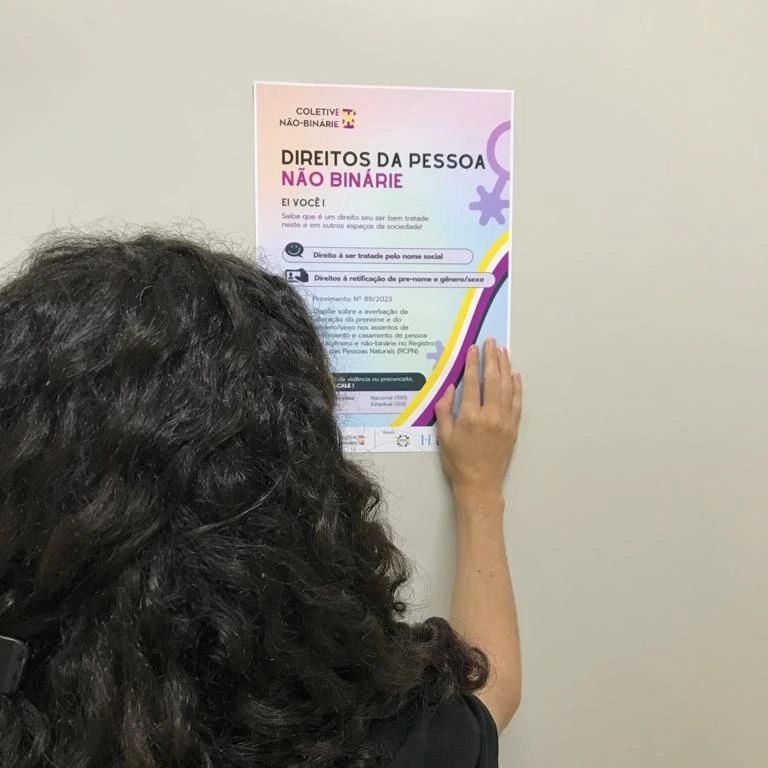 COLETIVE
NÃO-BINÁRIE
DIREITOS DA PESSOA
NÃO BINÁRIE
EI VOCÊ!
Saiba que é um direito seu ser bem tratade
neste e em outros espaços da sociedade!
Direito à ser tratade pelo nome social
Direitos à retificação de pre-nome e gênero/sexo
Provimento Nº 89/2023
Dispõe sobre a averbação da
alteração do prenome e do
gênero/sexo nos assentos de
e casamento de pessoa
e não-binárie no Registro
das Pessoas Naturais (RCPN)
de violência ou preconceito,
CALE!
Nacional (100)
Estadual (123)